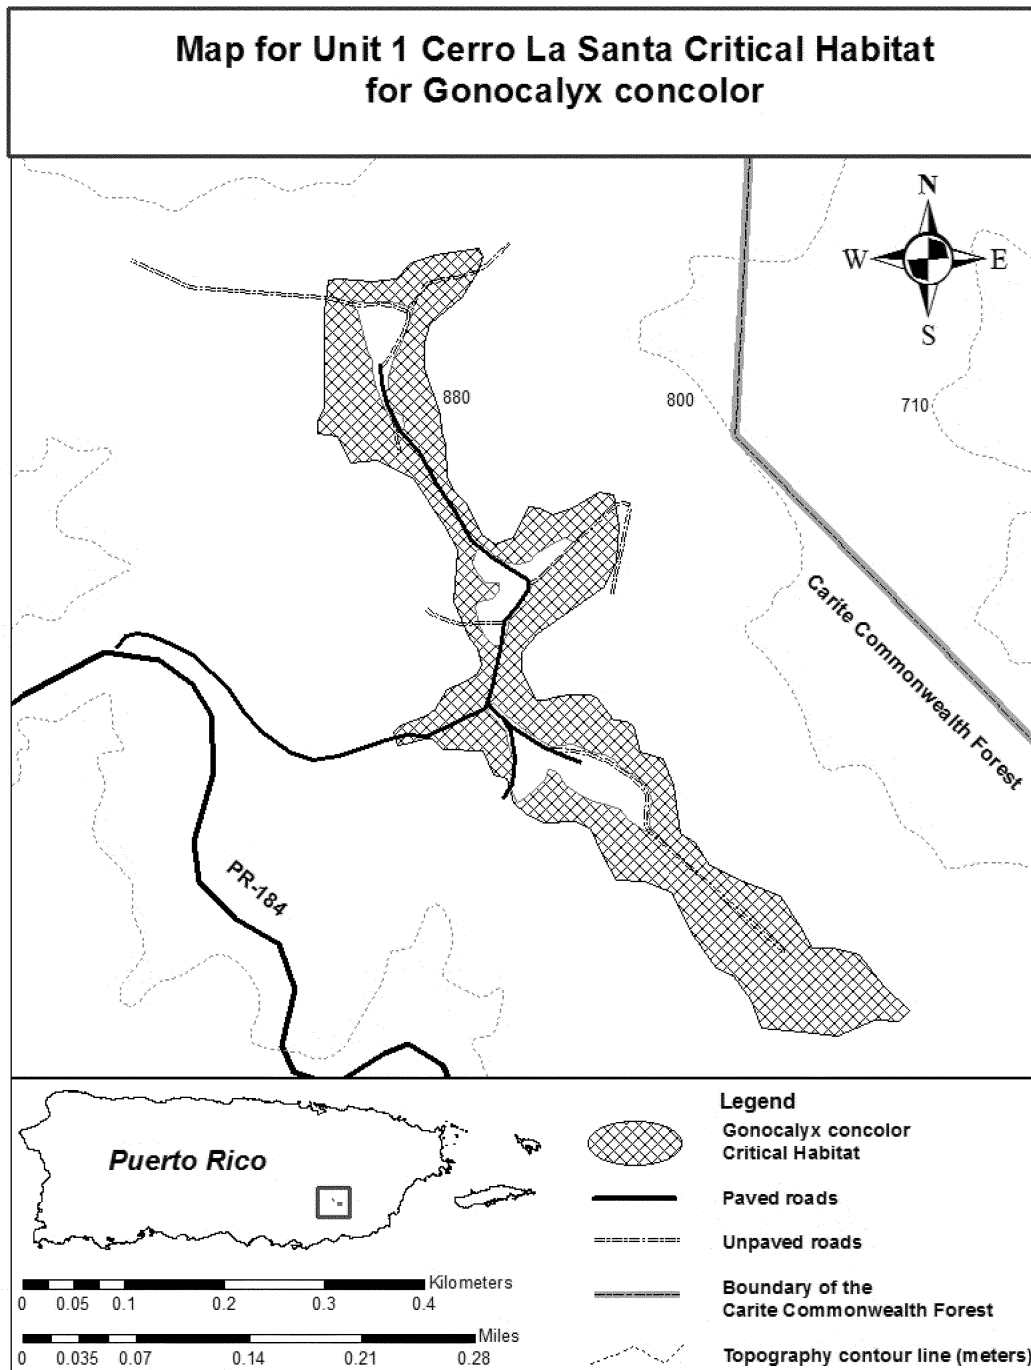 Map for Unit 1 Cerro La Santa Critical Habitat
for Gonocalyx concolor
N
W
E
S
880
800
710
Carite Commonwealth Forest
PR-184
Puerto Rico
Kilometers
0 0.05 0.1 0.2 0.3 0.4
Miles
0 0.035 0.07 0.14 0.21 0.28
Legend
Gonocalyx concolor
Critical Habitat
Paved roads
Unpaved roads
Boundary of the
Carite Commonwealth Forest
Topography contour line (meters)